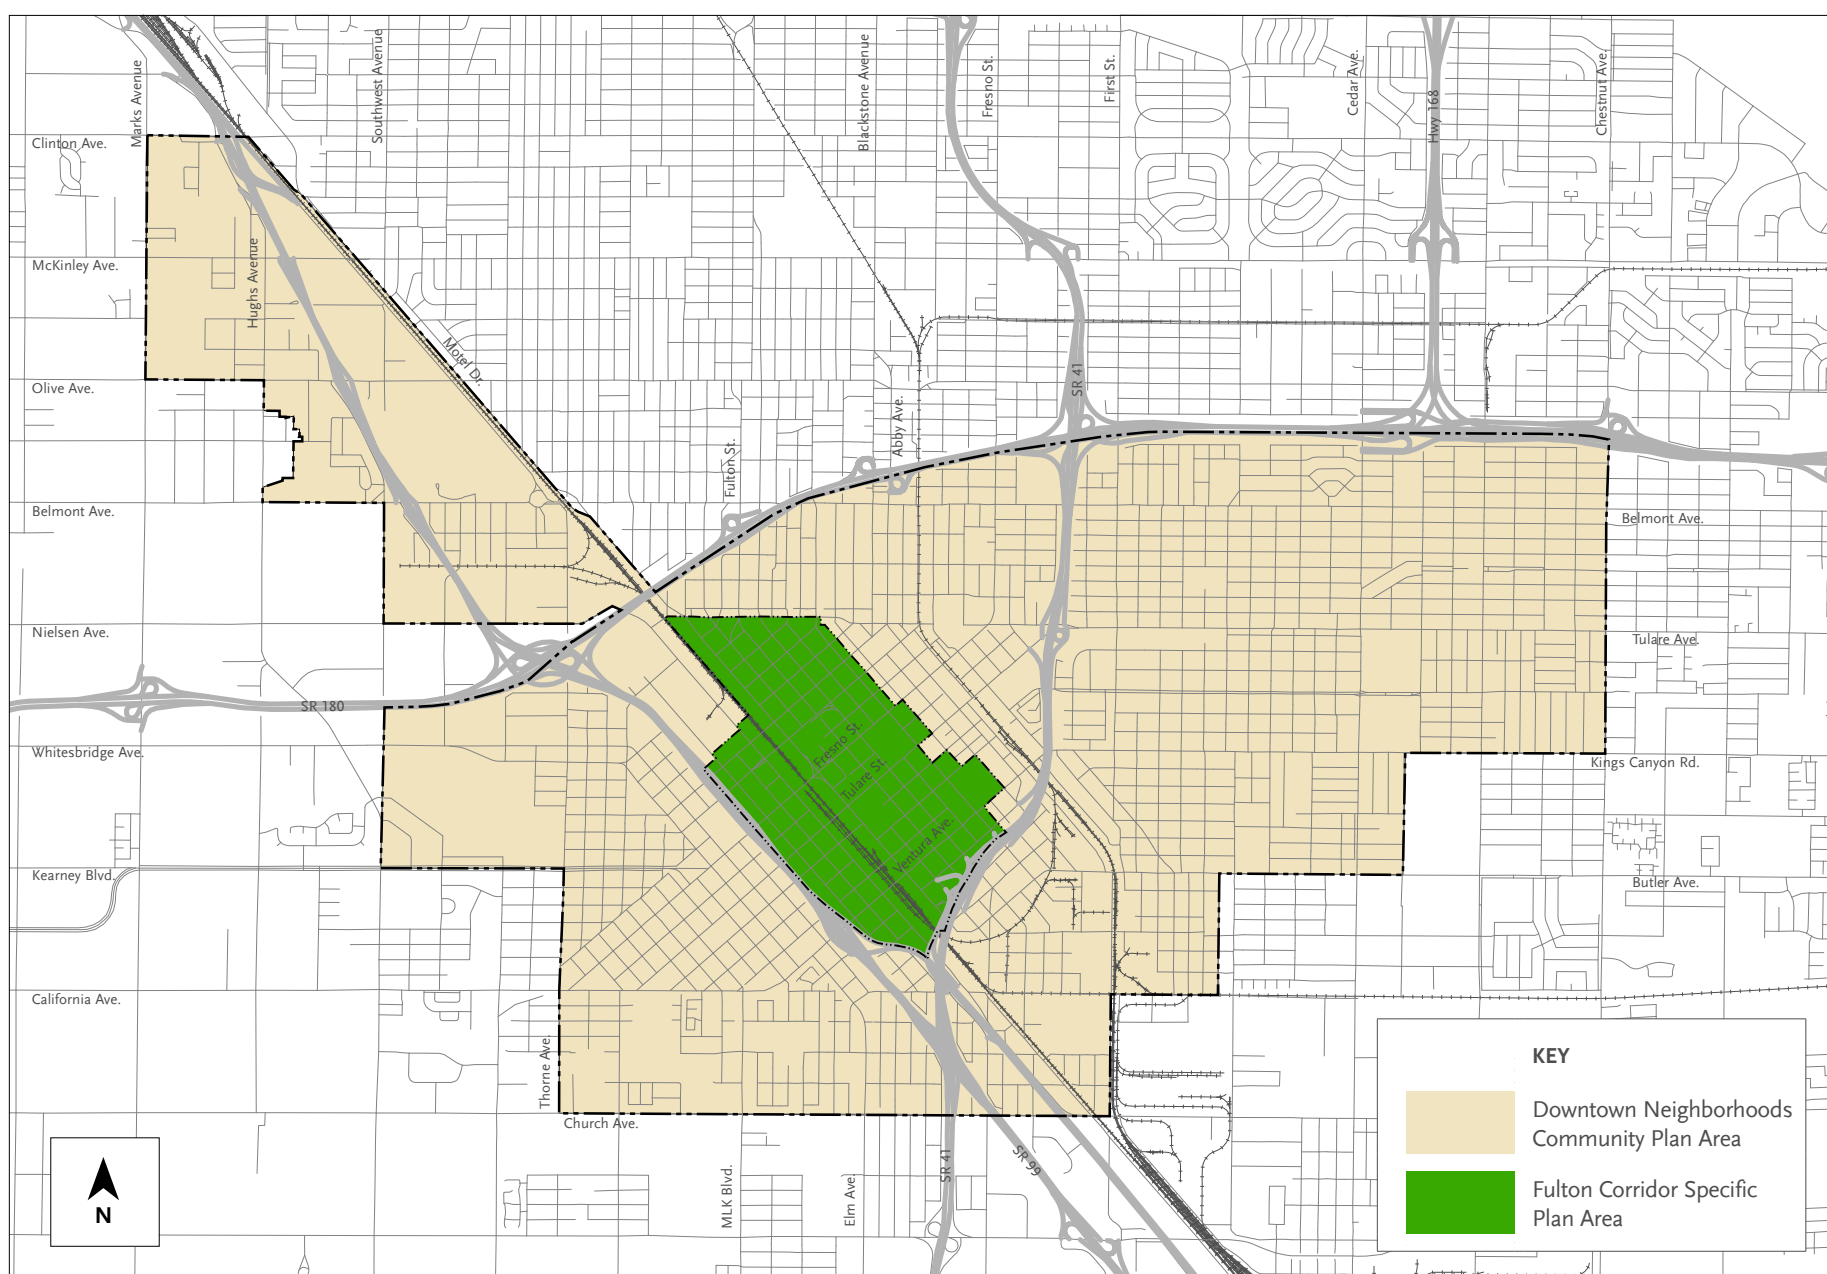 Marks Avenue
Southwest Avenue
Blackstone Avenue
Fresno St.
First St.
Cedar Ave.
Hwy 168
Chestnut Ave.
Clinton Ave.
McKinley Ave.
Hughs Avenue
Motel Dr.
Olive Ave.
SR 41
Abby Ave.
Fulton St.
Belmont Ave.
Belmont Ave.
Nielsen Ave.
Tulare Ave.
SR 180
Whitesbridge Ave.
Fresno St.
Tulare St.
Kings Canyon Rd.
Ventura Ave.
Kearney Blvd.
Butler Ave.
California Ave.
Thorne Ave.
Church Ave.
MLK Blvd.
Elm Ave.
SR 41
SR 99
N
KEY
Downtown Neighborhoods
Community Plan Area
Fulton Corridor Specific
Plan Area